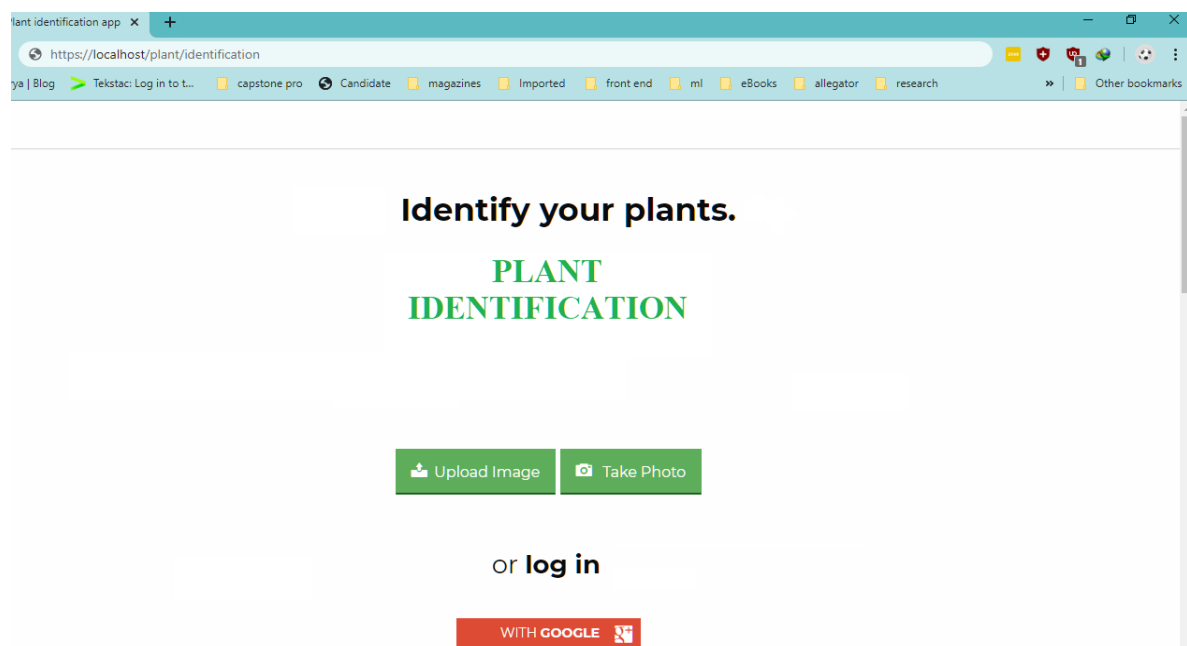 lant identification app
https://localhost/plant/identification
ya | Blog Tekstac: Log in to t... capstone pro Candidate magazines Imported front end ml eBooks allegator research » Other bookmarks
1
Identify your plants.
PLANT
IDENTIFICATION
Upload Image Take Photo
or log in
WITH GOOGLE g+